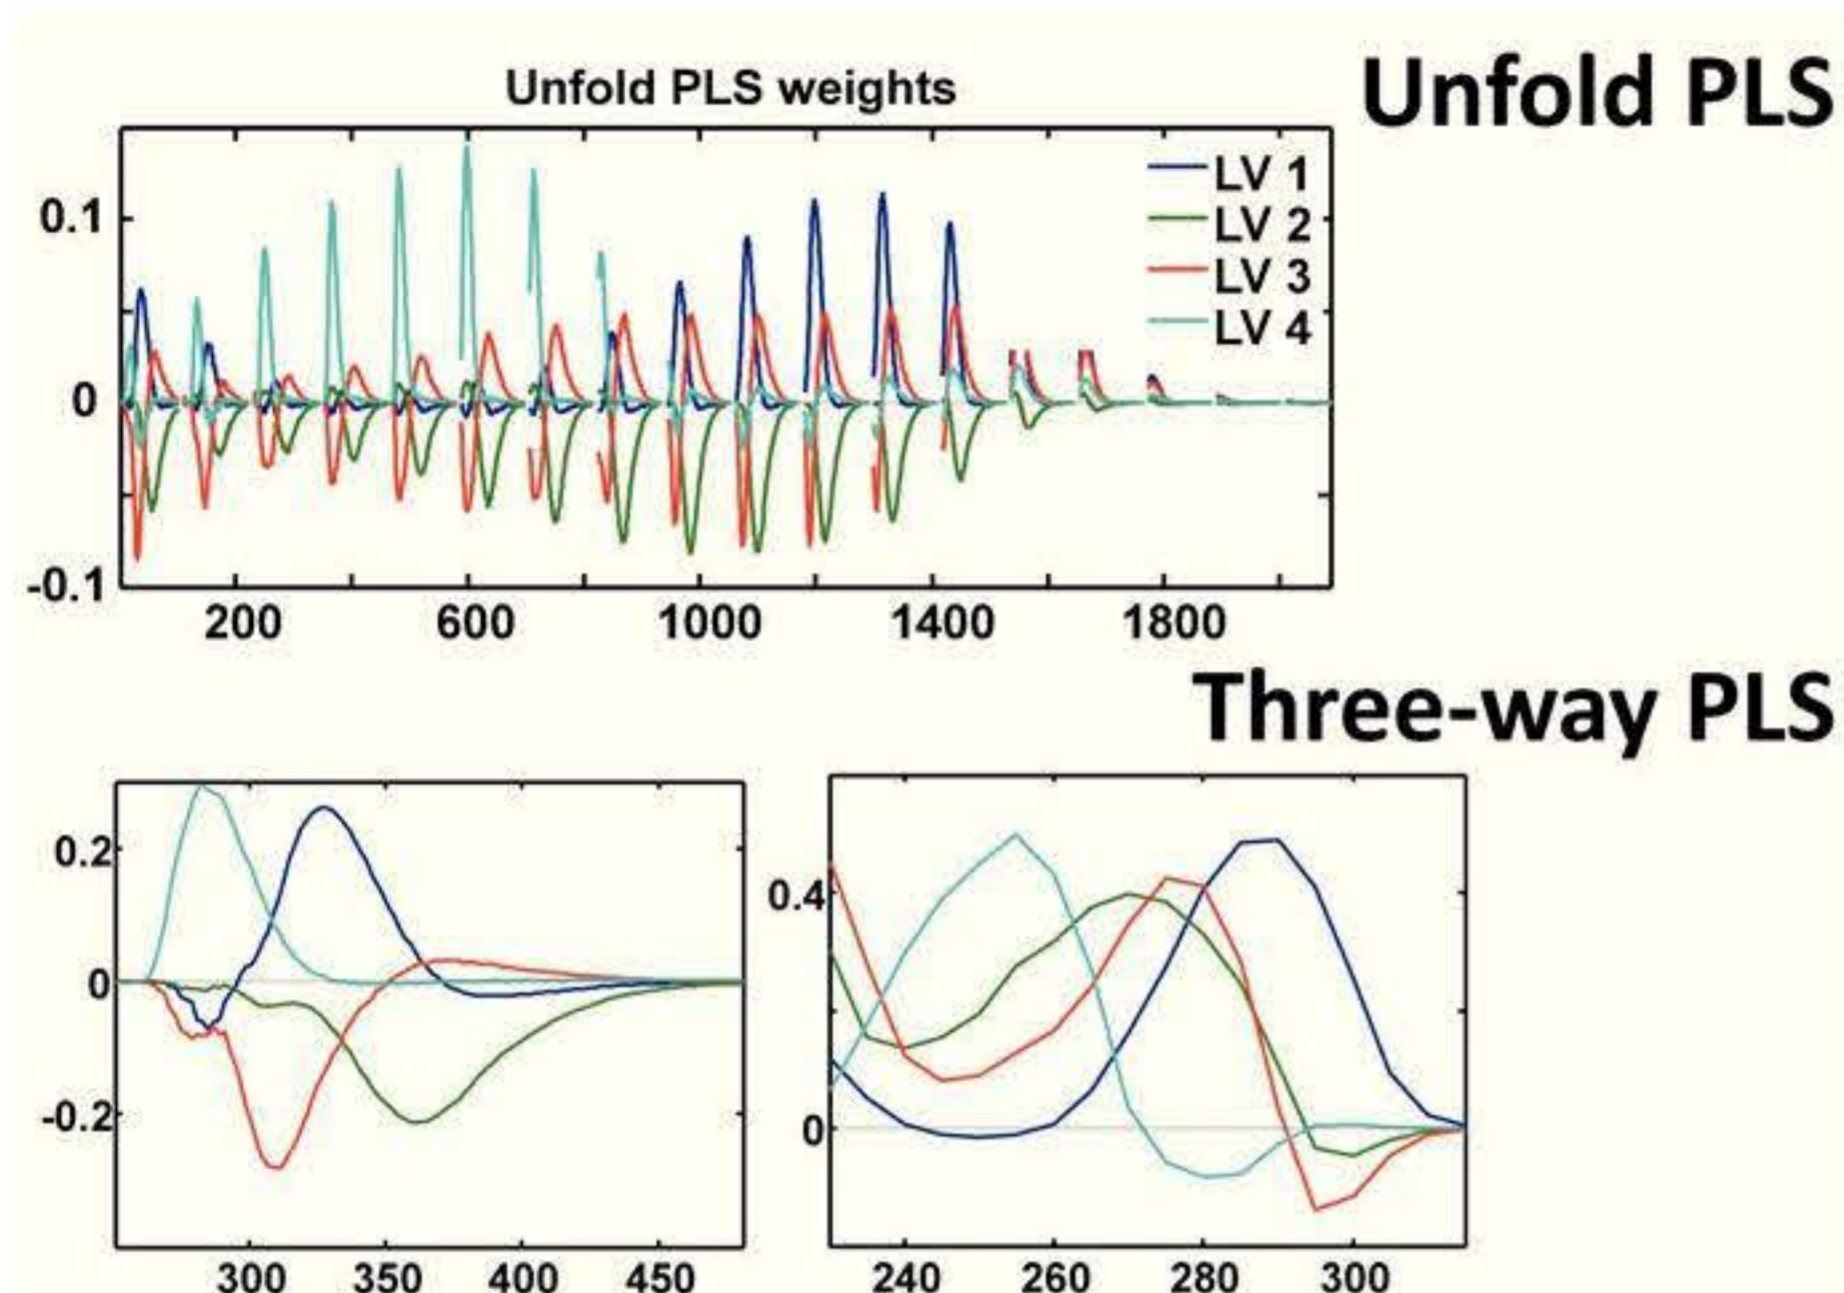 Unfold PLS
Unfold PLS weights
LV 1
LV 2
LV 3
LV 4
0.1
0
-0.1
200 600 1000 1400 1800
Three-way PLS
0.2
0
-0.2
300 350 400 450
0.4
0
240 260 280 300